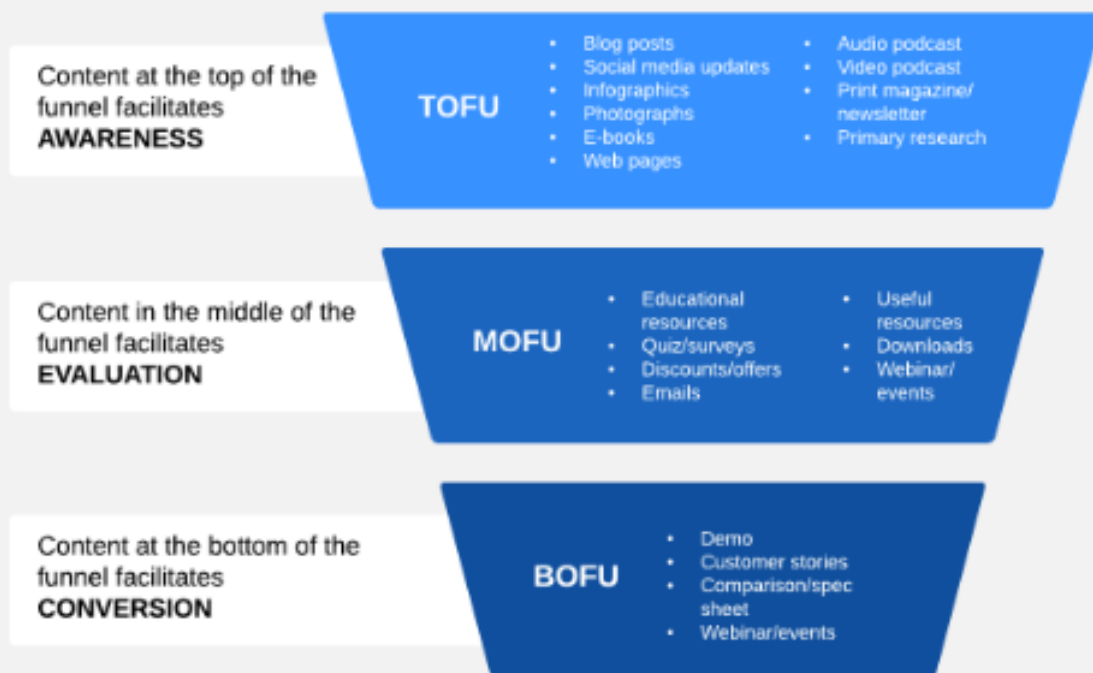 Content at the top of the
funnel facilitates
AWARENESS
TOFU
• Blog posts
• Social media updates
• Infographics
• Photographs
• E-books
• Web pages
• Audio podcast
• Video podcast
• Print magazine/
newsletter
• Primary research
Content in the middle of the
funnel facilitates
EVALUATION
MOFU
• Educational
resources
• Quiz/surveys
• Discounts/offers
• Emails
• Useful
resources
• Downloads
• Webinar/
events
Content at the bottom of the
funnel facilitates
CONVERSION
BOFU
• Demo
• Customer stories
• Comparison/spec
sheet
• Webinar/events